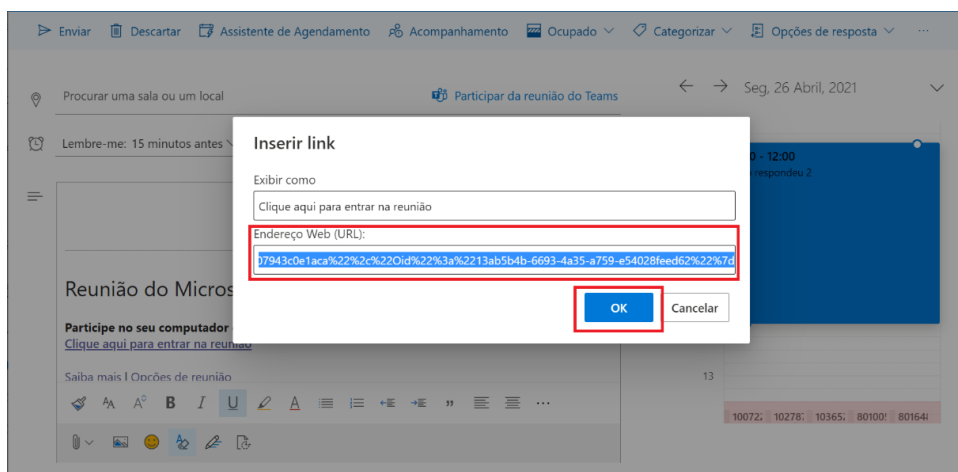 Enviar Descartar Assistente de Agendamento Acompanhamento Ocupado Categorizar Opções de resposta ...
Procurar uma sala ou um local Participar da reunião do Teams
Seg, 26 Abril, 2021
Lembre-me: 15 minutos antes
Inserir link
Exibir como
Clique aqui para entrar na reunião
Endereço Web (URL):
07943c0e1aca%22%2c%22Oid%22%3a%2213ab5b4b-6693-4a35-a759-e54028feed62%22%7d
OK Cancelar
- 12:00
respondeu 2
Reunião do Micros
Participe no seu computador
Clique aqui para entrar na reunião
Saiba mais | Opções de reunião
B I U A
13
10072 10278 10365 80100 80164